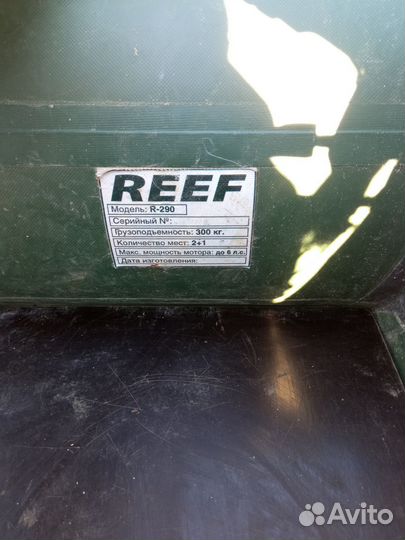 REEF
Модель: R-290
Серийный №:
Грузоподъемность: 300 кг.
Количество мест: 2+1
Макс. мощность мотора: до 6 л.с.
Дата изготовления:
Avito